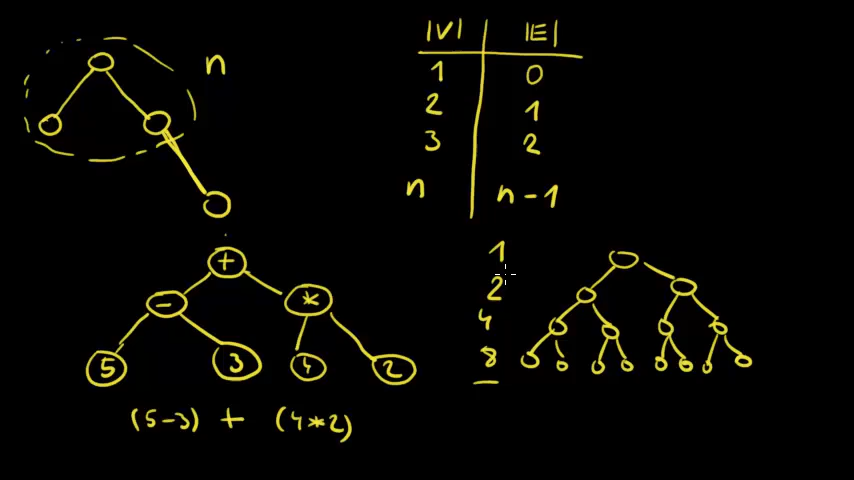 n
|V| |E|
1 0
2 1
3 2
n n-1
+
- *
5 3 4 2
(5-3) + (4*2)
1
2
4
8